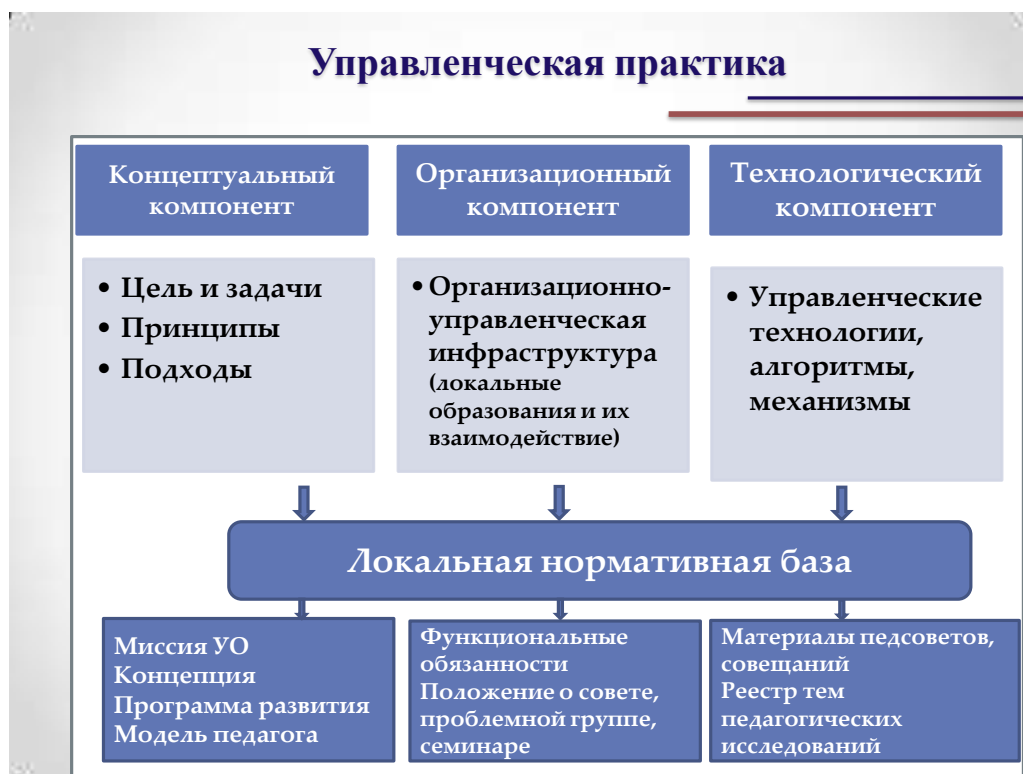 Управленческая практика
Концептуальный
компонент
Организационный
компонент
Технологический
компонент
• Цель и задачи
• Принципы
• Подходы
• Организационно-
управленческая
инфраструктура
(локальные
образования и их
взаимодействие)
• Управленческие
технологии,
алгоритмы,
механизмы
Локальная нормативная база
Миссия УО
Концепция
Программа развития
Модель педагога
Функциональные
обязанности
Положение о совете,
проблемной группе,
семинаре
Материалы педсоветов,
совещаний
Реестр тем
педагогических
исследований